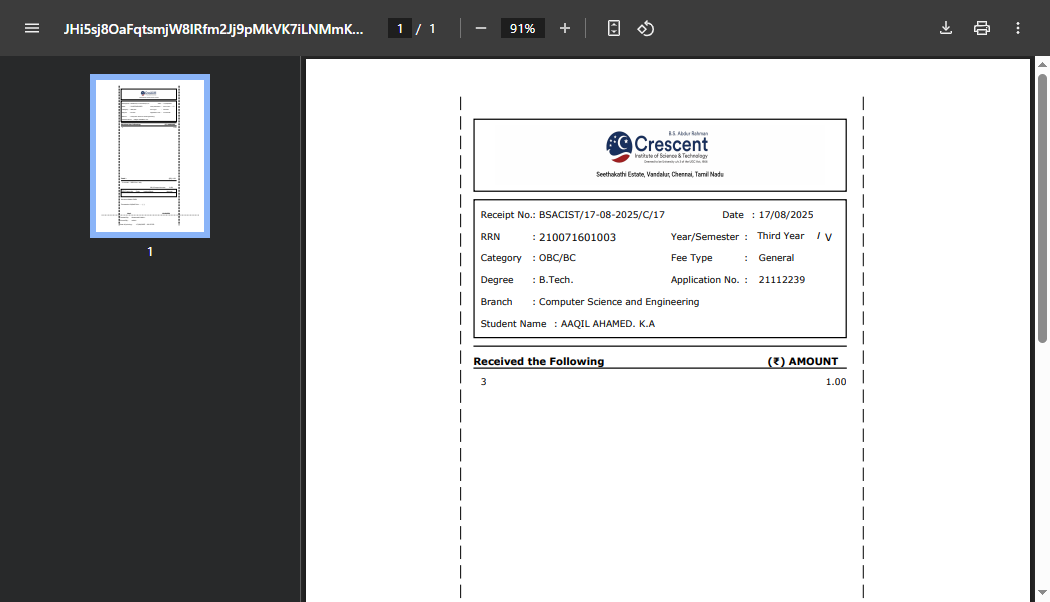 JHi5sj8OaFqtsmjW8lRfm2Jj9pMkVK7iLNMmK... 1 / 1 91%
1
B.S. Abdur Rahman
Crescent
Institute of Science & Technology
Seethakathi Estate, Vandalur, Chennai, Tamil Nadu
Receipt No.: BSACIST/17-08-2025/C/17 Date : 17/08/2025
RRN : 210071601003 Year/Semester : Third Year / V
Category : OBC/BC Fee Type : General
Degree : B.Tech. Application No. : 21112239
Branch : Computer Science and Engineering
Student Name : AAQIL AHAMED. K.A
Received the Following (₹) AMOUNT
3 1.00